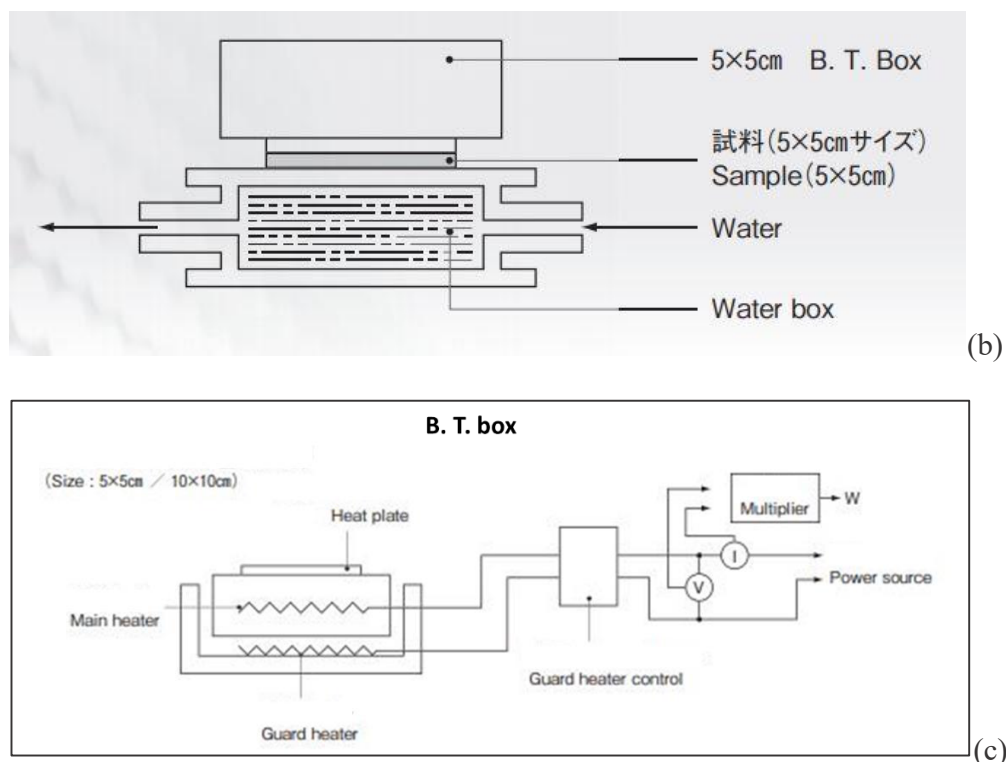 5×5㎝ B. T. Box
試料(5×5㎝サイズ)
Sample(5×5㎝)
Water
Water box
(b)
B. T. box
(Size : 5×5㎝ / 10×10㎝)
Heat plate
Main heater
Guard heater
Guard heater control
Multiplier
W
I
V
Power source
(c)